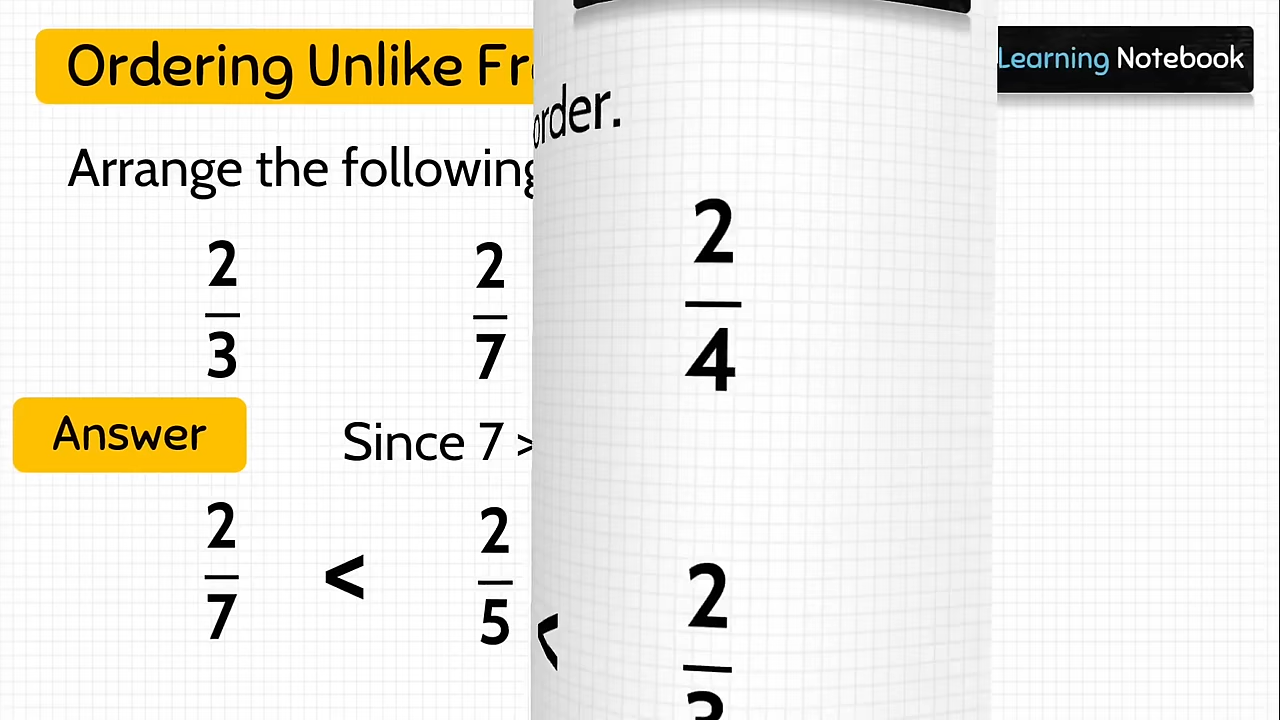 Ordering Unlike
Learning Notebook
Arrange the following
order.
2/3 2/7 2/4
Answer
Since 7 >
2/7 < 2/5 < 2/3